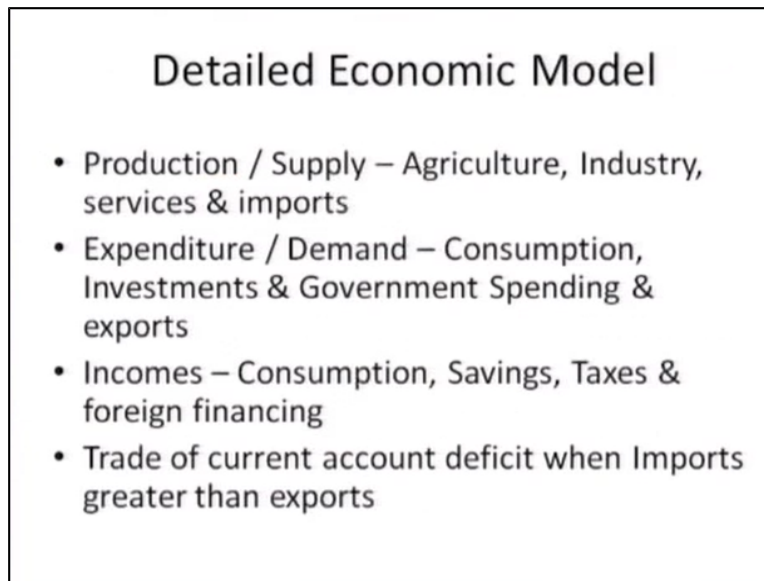 Detailed Economic Model
• Production / Supply – Agriculture, Industry,
services & imports
• Expenditure / Demand – Consumption,
Investments & Government Spending &
exports
• Incomes – Consumption, Savings, Taxes &
foreign financing
• Trade of current account deficit when Imports
greater than exports